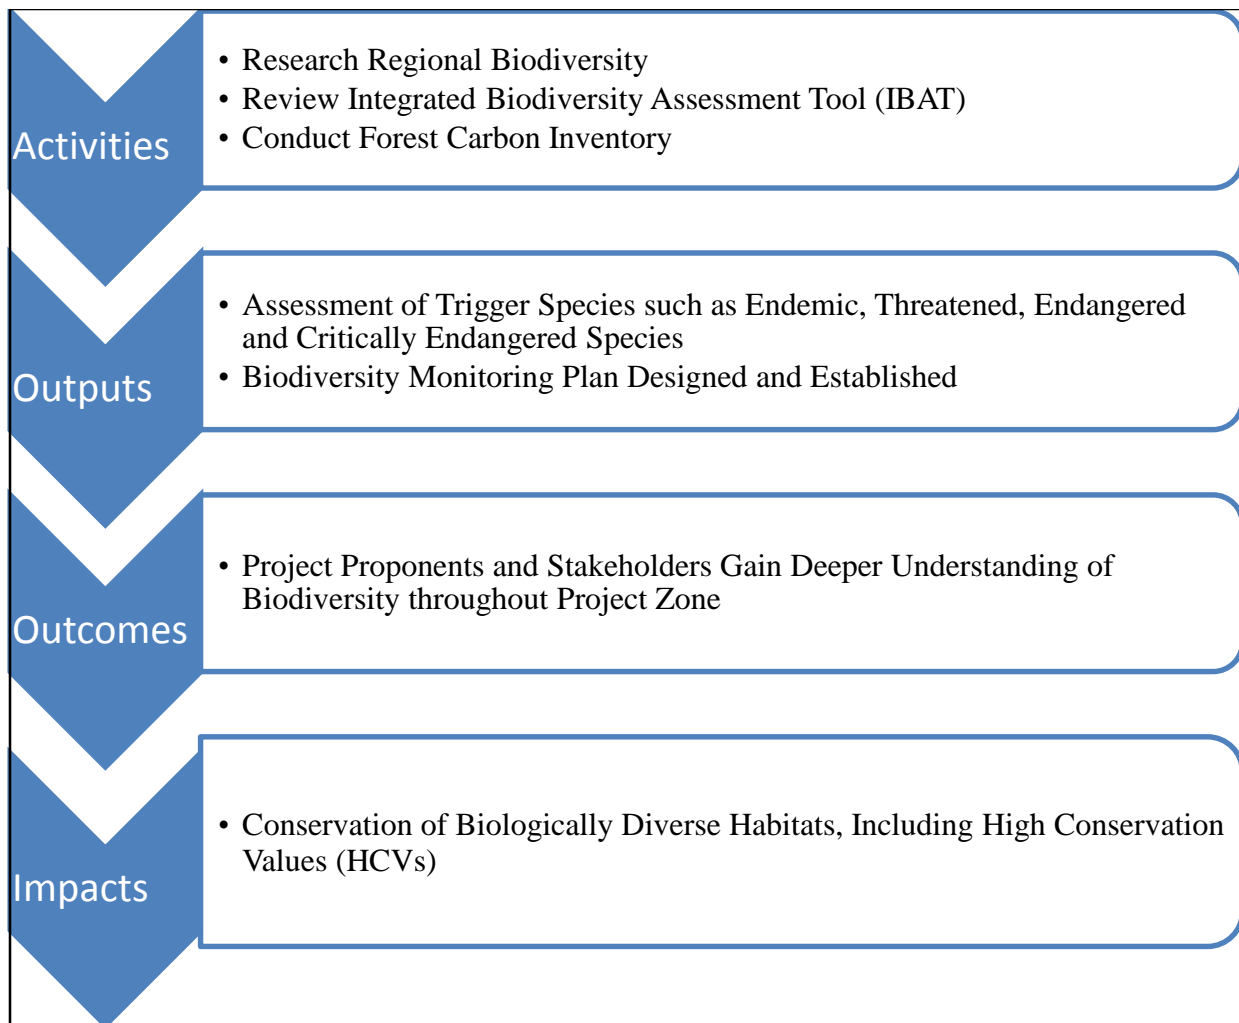 Activities
• Research Regional Biodiversity
• Review Integrated Biodiversity Assessment Tool (IBAT)
• Conduct Forest Carbon Inventory
Outputs
• Assessment of Trigger Species such as Endemic, Threatened, Endangered
and Critically Endangered Species
• Biodiversity Monitoring Plan Designed and Established
Outcomes
• Project Proponents and Stakeholders Gain Deeper Understanding of
Biodiversity throughout Project Zone
Impacts
• Conservation of Biologically Diverse Habitats, Including High Conservation
Values (HCVs)